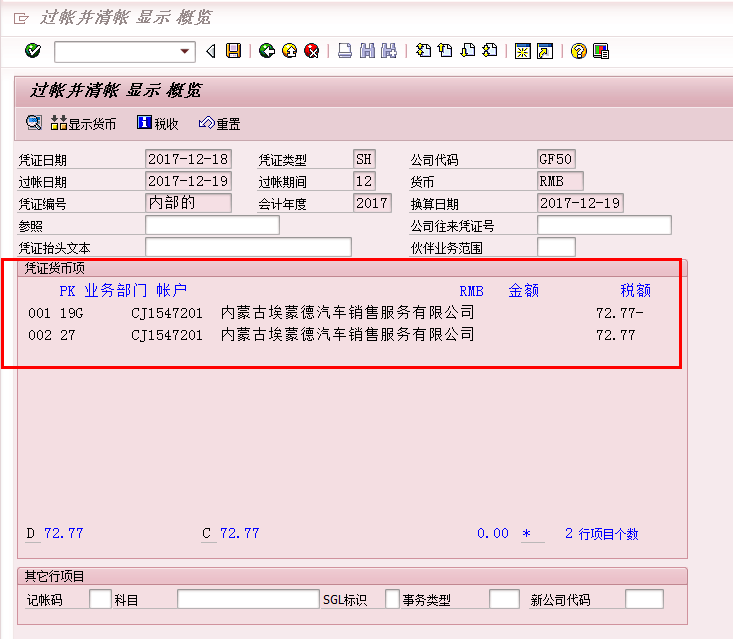 过帐并清帐 显示 概览
过帐并清帐 显示 概览
显示货币 税收 重置
凭证日期 2017-12-18 凭证类型 SH 公司代码 GF50
过帐日期 2017-12-19 过帐期间 12 货币 RMB
凭证编号 内部的 会计年度 2017 换算日期 2017-12-19
参照 公司往来凭证号
凭证抬头文本 伙伴业务范围
凭证货币项
PK 业务部门 帐户 RMB 金额 税额
001 19G CJ1547201 内蒙古埃蒙德汽车销售服务有限公司 72.77-
002 27 CJ1547201 内蒙古埃蒙德汽车销售服务有限公司 72.77
D 72.77 C 72.77 0.00 * 2 行项目个数
其它行项目
记帐码 科目 SGL标识 事务类型 新公司代码